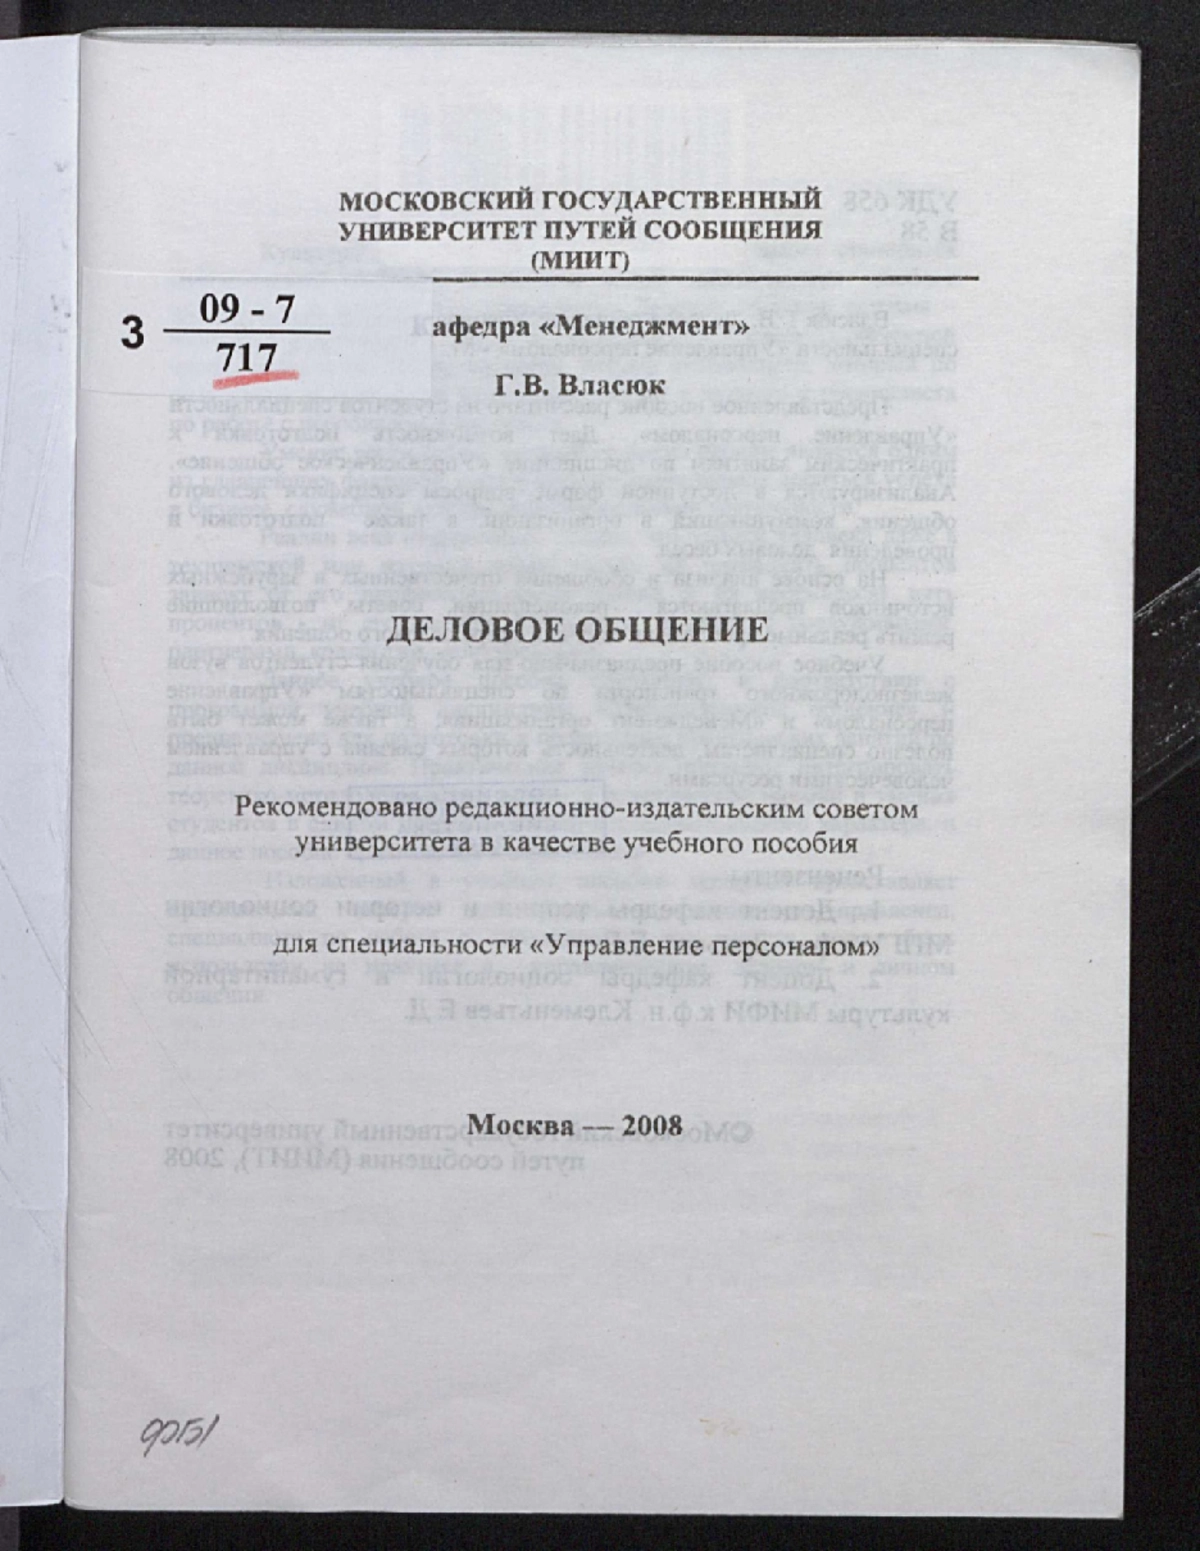 МОСКОВСКИЙ ГОСУДАРСТВЕННЫЙ
УНИВЕРСИТЕТ ПУТЕЙ СООБЩЕНИЯ
(МИИТ)
3 09 - 7
717
афедра «Менеджмент»
Г.В. Власюк
ДЕЛОВОЕ ОБЩЕНИЕ
Рекомендовано редакционно-издательским советом
университета в качестве учебного пособия
для специальности «Управление персоналом»
Москва — 2008